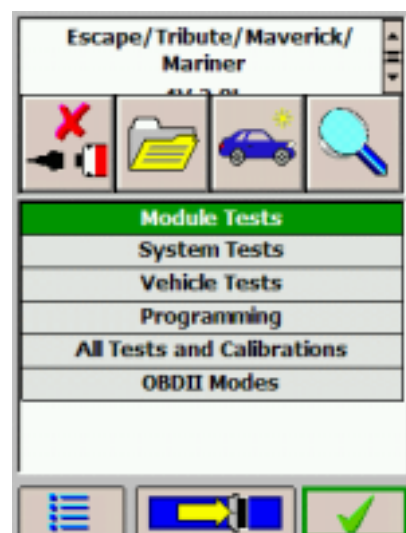 Escape/Tribute/Maverick/
Mariner
Module Tests
System Tests
Vehicle Tests
Programming
All Tests and Calibrations
OBDII Modes